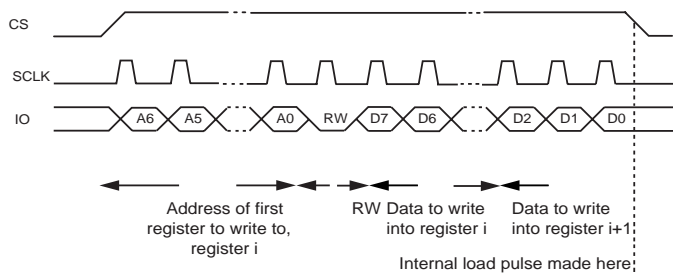 CS
SCLK
IO A6 A5 A0 RW D7 D6 D2 D1 D0
Address of first
register to write to,
register i
RW Data to write
into register i
Data to write
into register i+1
Internal load pulse made here